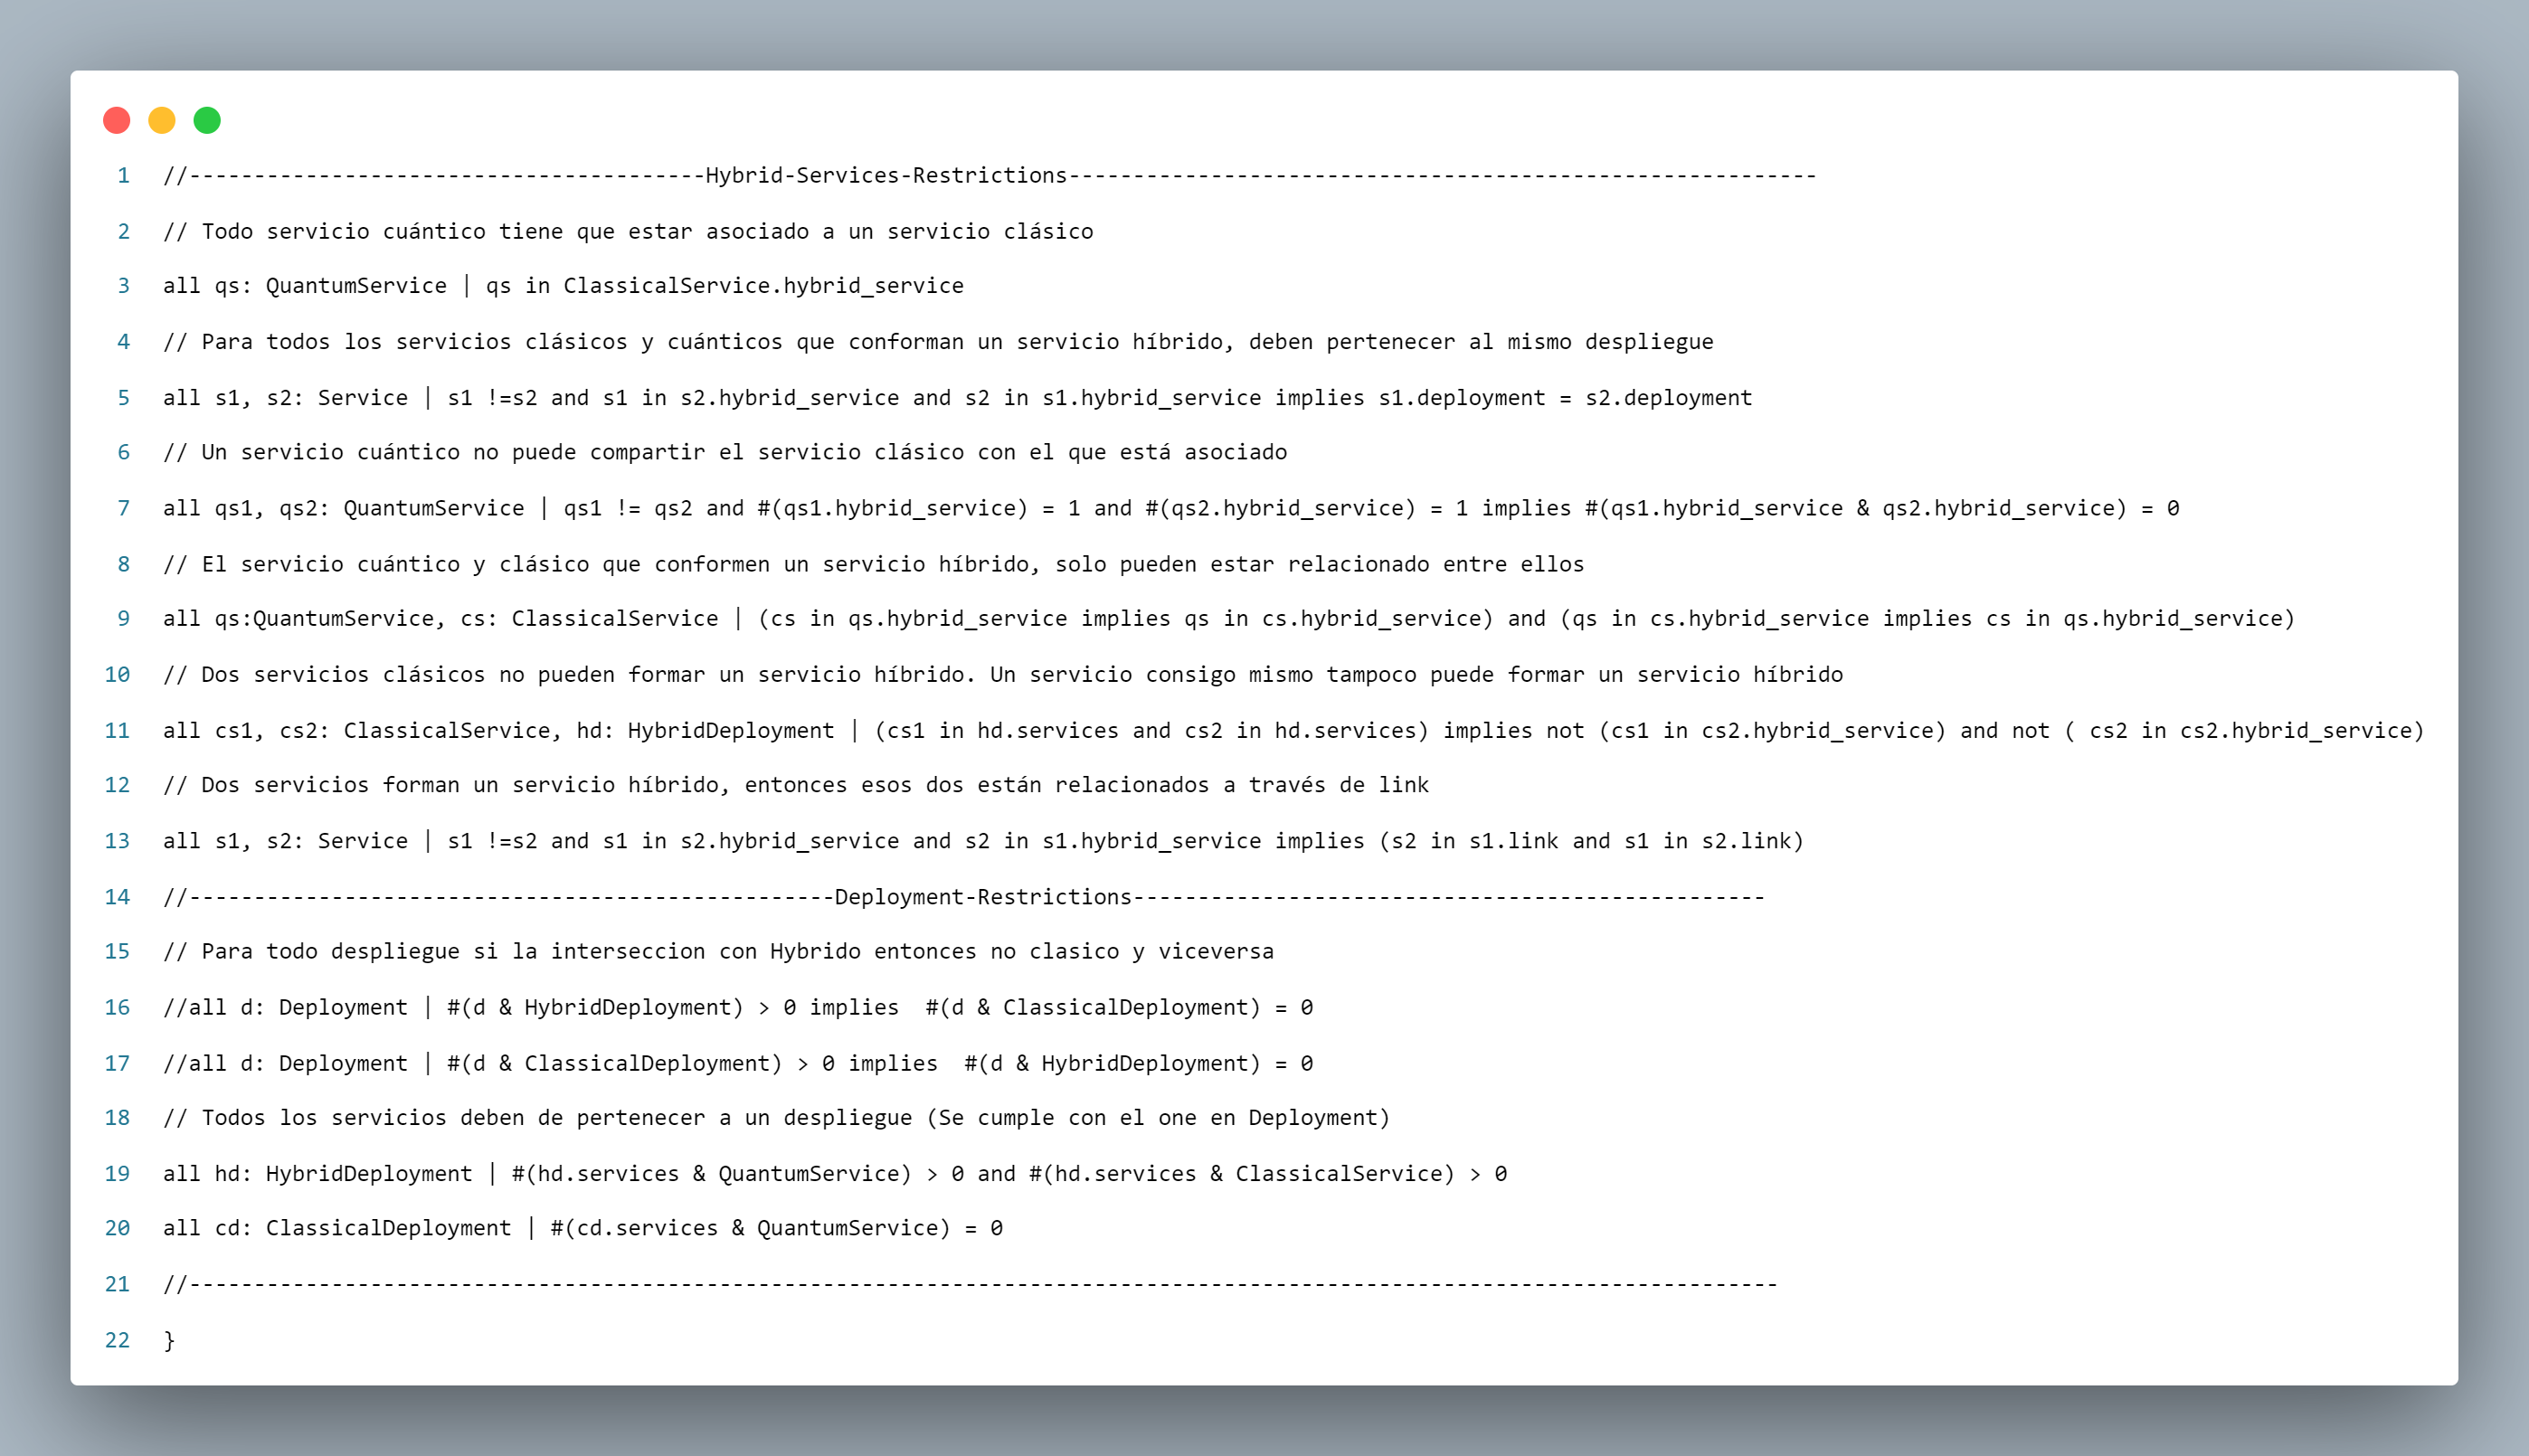 1 //----------------------------------------Hybrid-Services-Restrictions----------------------------------------------------------
2 // Todo servicio cuántico tiene que estar asociado a un servicio clásico
3 all qs: QuantumService | qs in ClassicalService.hybrid_service
4 // Para todos los servicios clásicos y cuánticos que conforman un servicio híbrido, deben pertenecer al mismo despliegue
5 all s1, s2: Service | s1 !=s2 and s1 in s2.hybrid_service and s2 in s1.hybrid_service implies s1.deployment = s2.deployment
6 // Un servicio cuántico no puede compartir el servicio clásico con el que está asociado
7 all qs1, qs2: QuantumService | qs1 != qs2 and #(qs1.hybrid_service) = 1 and #(qs2.hybrid_service) = 1 implies #(qs1.hybrid_service & qs2.hybrid_service) = 0
8 // El servicio cuántico y clásico que conformen un servicio híbrido, solo pueden estar relacionado entre ellos
9 all qs:QuantumService, cs: ClassicalService | (cs in qs.hybrid_service implies qs in cs.hybrid_service) and (qs in cs.hybrid_service implies cs in qs.hybrid_service)
10 // Dos servicios clásicos no pueden formar un servicio híbrido. Un servicio consigo mismo tampoco puede formar un servicio híbrido
11 all cs1, cs2: ClassicalService, hd: HybridDeployment | (cs1 in hd.services and cs2 in hd.services) implies not (cs1 in cs2.hybrid_service) and not ( cs2 in cs2.hybrid_service)
12 // Dos servicios forman un servicio híbrido, entonces esos dos están relacionados a través de link
13 all s1, s2: Service | s1 !=s2 and s1 in s2.hybrid_service and s2 in s1.hybrid_service implies (s2 in s1.link and s1 in s2.link)
14 //--------------------------------------------------Deployment-Restrictions-------------------------------------------------
15 // Para todo despliegue si la interseccion con Hybrido entonces no clasico y viceversa
16 //all d: Deployment | #(d & HybridDeployment) > 0 implies  #(d & ClassicalDeployment) = 0
17 //all d: Deployment | #(d & ClassicalDeployment) > 0 implies  #(d & HybridDeployment) = 0
18 // Todos los servicios deben de pertenecer a un despliegue (Se cumple con el one en Deployment)
19 all hd: HybridDeployment | #(hd.services & QuantumService) > 0 and #(hd.services & ClassicalService) > 0
20 all cd: ClassicalDeployment | #(cd.services & QuantumService) = 0
21 //---------------------------------------------------------------------------------------------------------------------------
22 }